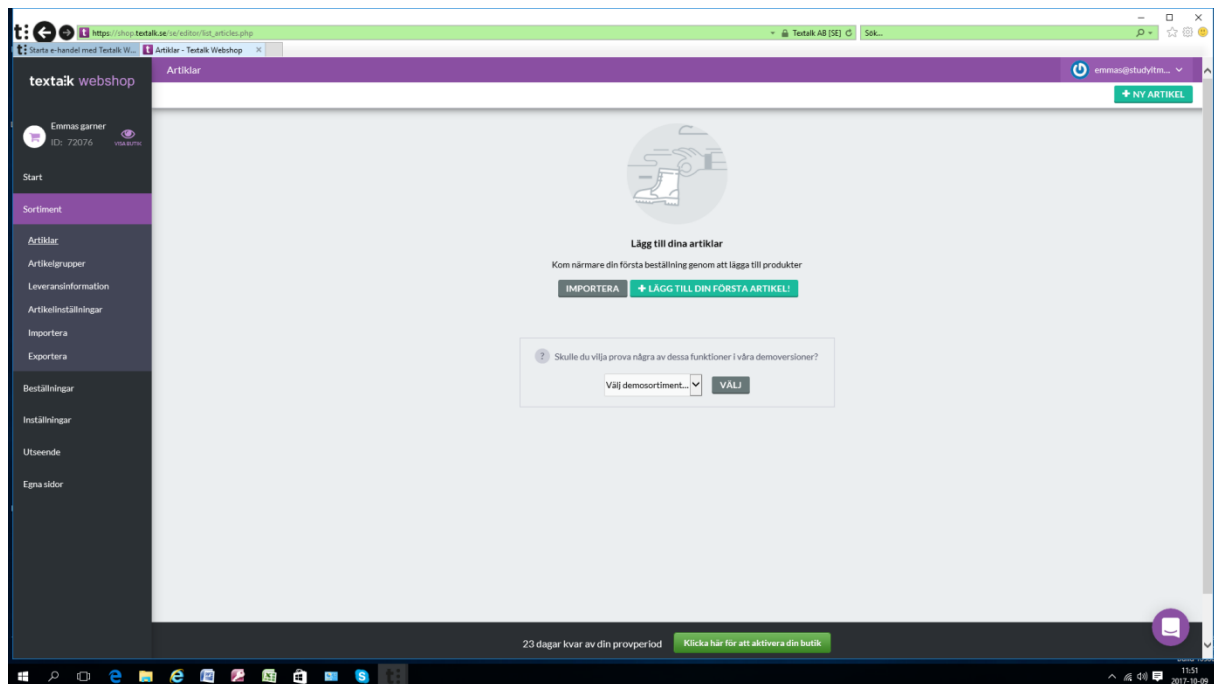 https://shop.textalk.se/se/editor/list_articles.php
Textalk AB [SE]
Sök...
Starta e-handel med Textalk W...
Artiklar - Textalk Webshop
textalk webshop
Artiklar
emmas@studyitm...
+ NY ARTIKEL
Emmas garner
ID: 72076
VISA BUTIK
Start
Sortiment
Artiklar
Artikelgrupper
Leveransinformation
Artikelinställningar
Importera
Exportera
Beställningar
Inställningar
Utseende
Egna sidor
Lägg till dina artiklar
Kom närmare din första beställning genom att lägga till produkter
IMPORTERA
+ LÄGG TILL DIN FÖRSTA ARTIKEL!
? Skulle du vilja prova några av dessa funktioner i våra demoversioner?
Välj demosortiment...
VÄLJ
23 dagar kvar av din provperiod
Klicka här för att aktivera din butik
11:51
2017-10-09